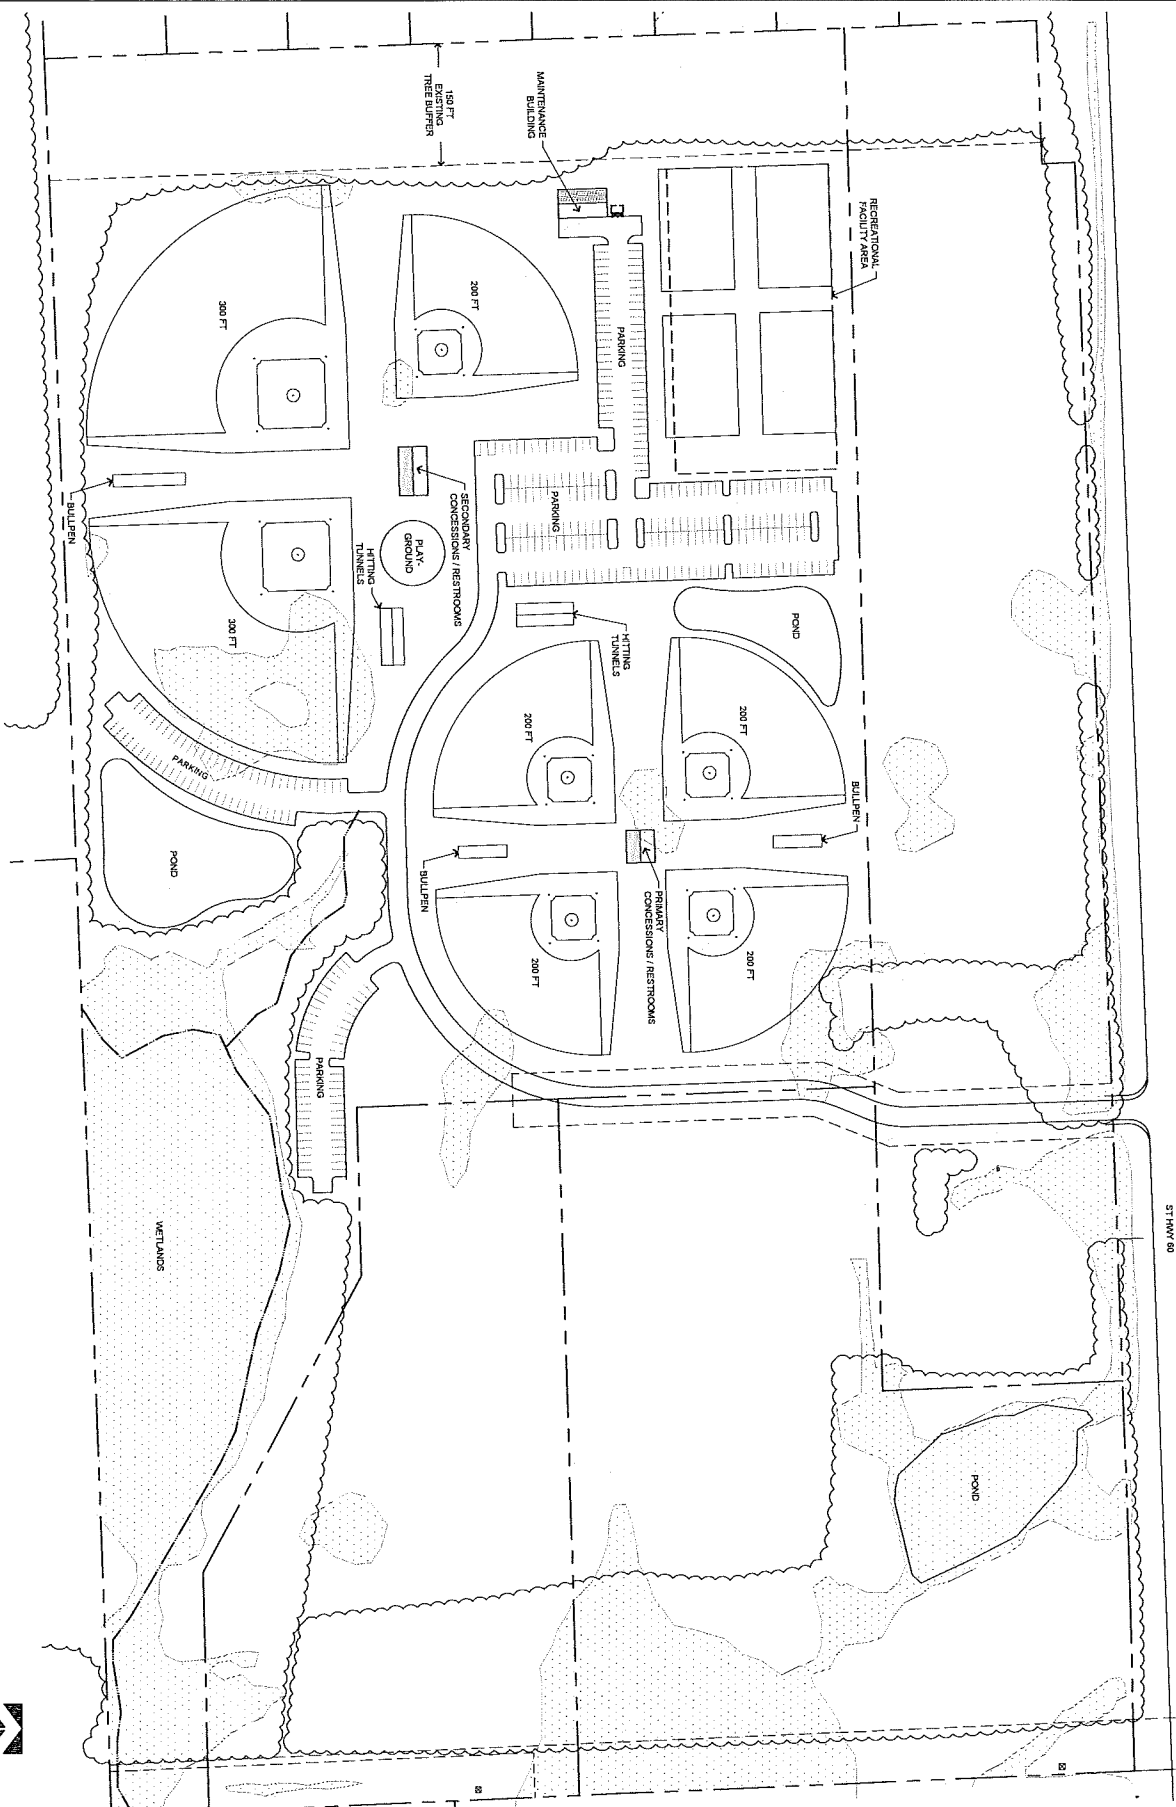 ST HWY 60
RECREATIONAL
FACILITY AREA
MAINTENANCE
BUILDING
150 FT
EXISTING
TREE BUFFER
PARKING
200 FT
300 FT
PARKING
SECONDARY
CONCESSIONS / RESTROOMS
BULLPEN
PLAY-
GROUND
HITTING
TUNNELS
300 FT
POND
HITTING
TUNNELS
200 FT
200 FT
PARKING
BULLPEN
POND
BULLPEN
PRIMARY
CONCESSIONS / RESTROOMS
200 FT
200 FT
PARKING
WETLANDS
POND